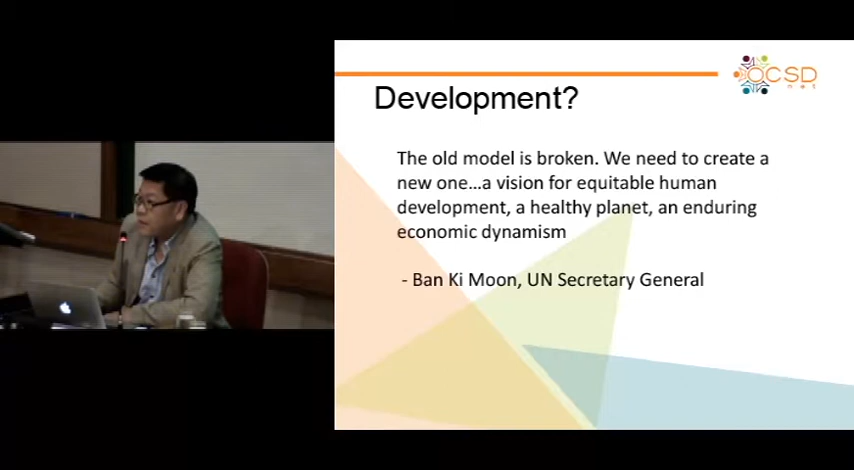 OCSD
net
Development?
The old model is broken. We need to create a
new one...a vision for equitable human
development, a healthy planet, an enduring
economic dynamism
- Ban Ki Moon, UN Secretary General